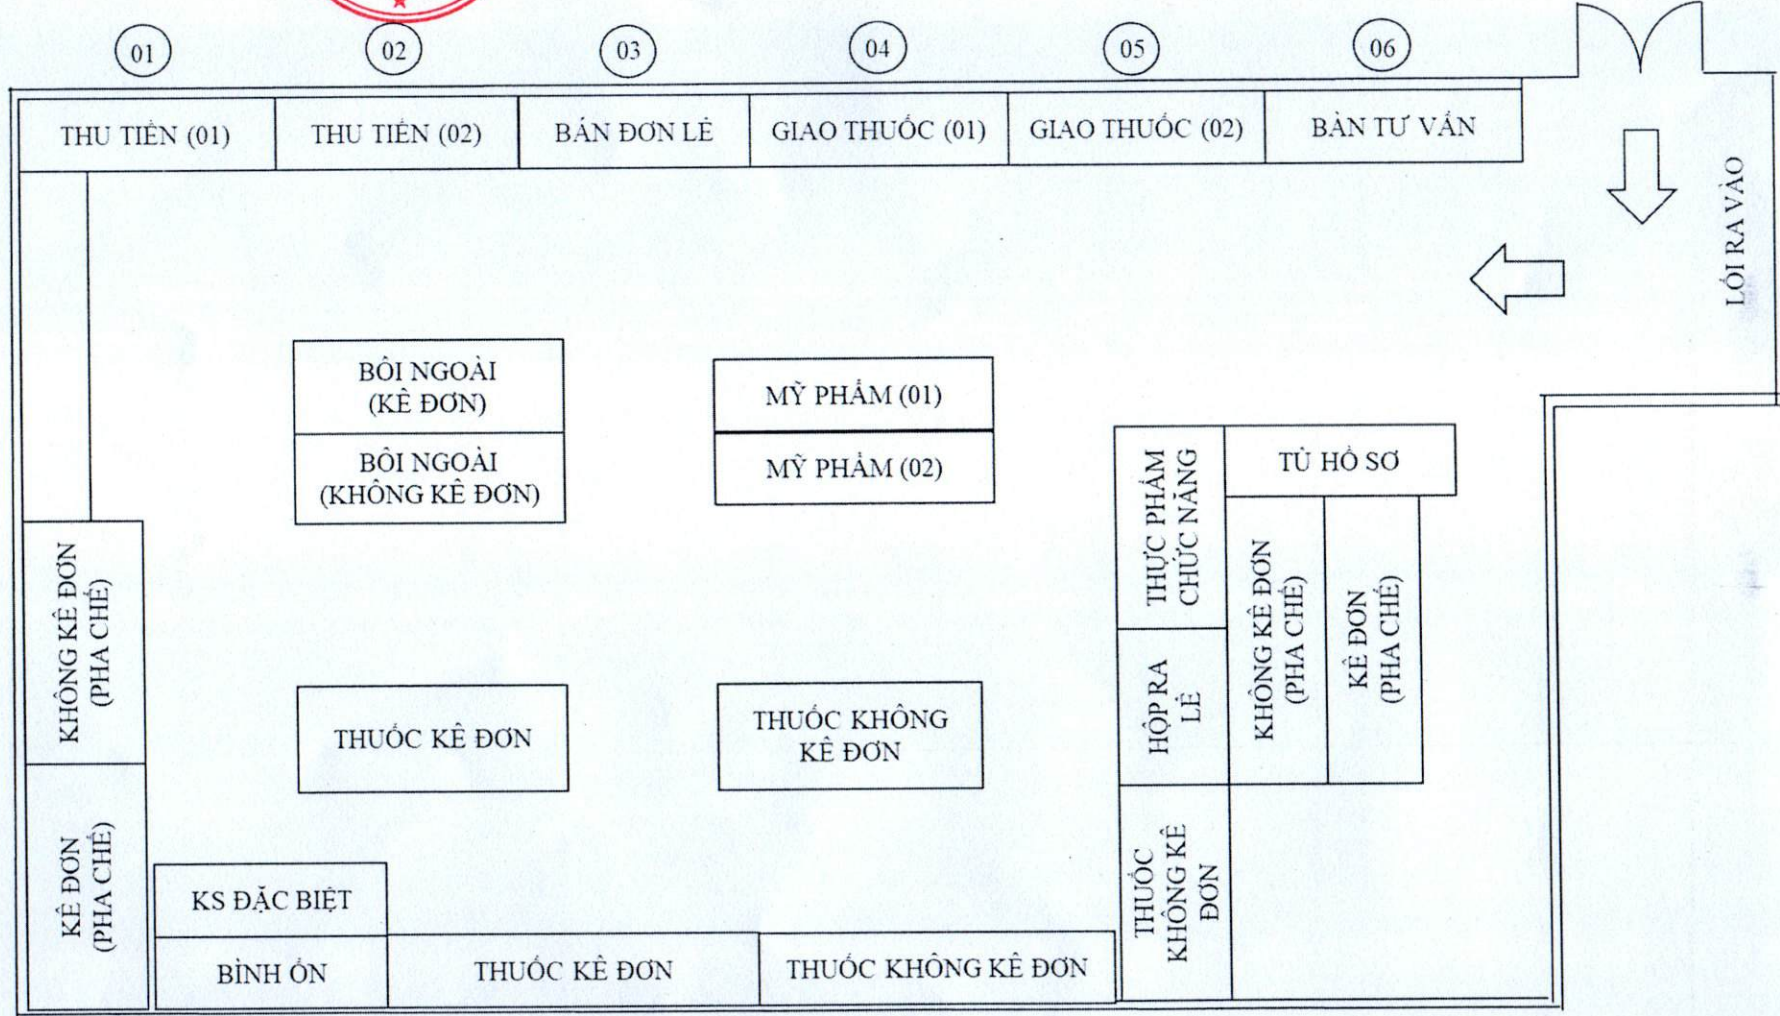 01 02 03 04 05 06
THU TIỀN (01) THU TIỀN (02) BÁN ĐƠN LẺ GIAO THUỐC (01) GIAO THUỐC (02) BÀN TƯ VẤN
LỐI RA VÀO
BÔI NGOÀI
(KÊ ĐƠN)
BÔI NGOÀI
(KHÔNG KÊ ĐƠN)
MỸ PHẨM (01)
MỸ PHẨM (02)
THỰC PHẨM
CHỨC NĂNG
TỦ HỒ SƠ
KHÔNG KÊ ĐƠN
(PHA CHẾ)
KHÔNG KÊ ĐƠN
(PHA CHẾ)
KÊ ĐƠN
(PHA CHẾ)
HỘP RA
LẺ
THUỐC KÊ ĐƠN
THUỐC KHÔNG
KÊ ĐƠN
KÊ ĐƠN
(PHA CHẾ)
THUỐC
KHÔNG KÊ
ĐƠN
KS ĐẶC BIỆT
BÌNH ỔN
THUỐC KÊ ĐƠN
THUỐC KHÔNG KÊ ĐƠN